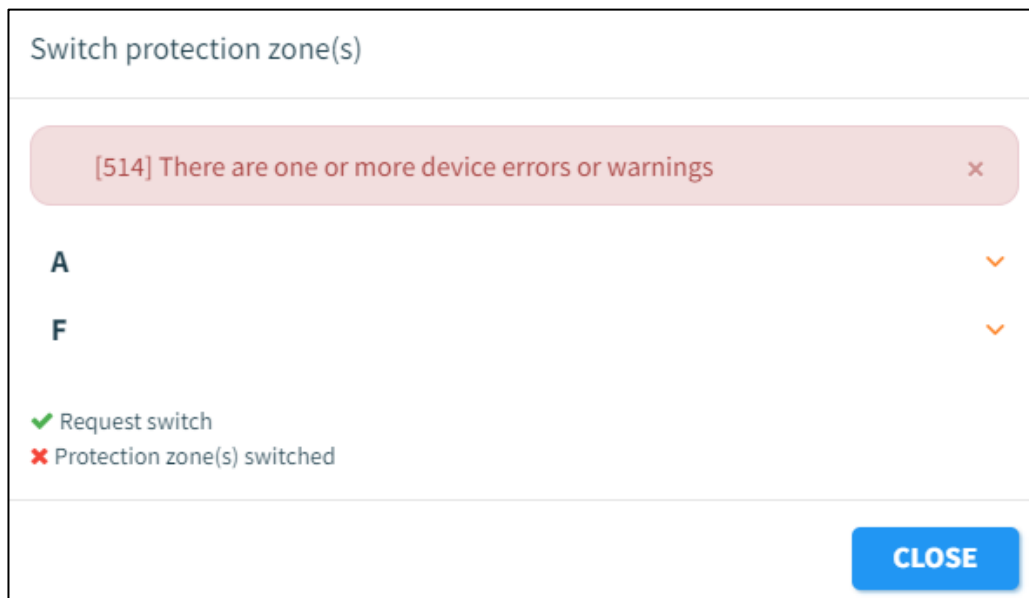 Switch protection zone(s)
[514] There are one or more device errors or warnings ×
A
F
Request switch
Protection zone(s) switched
CLOSE